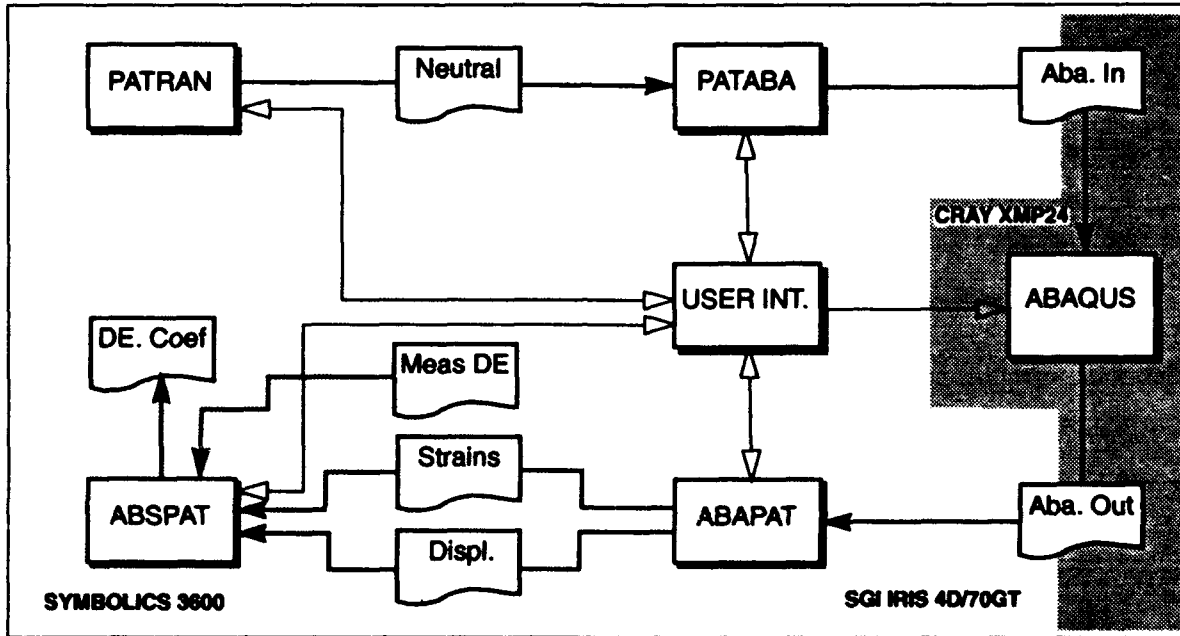 PATRAN
Neutral
PATABA
Aba. In
CRAY XMP24
USER INT.
ABAQUS
DE. Coef
Meas DE
Strains
ABSPAT
ABAPAT
Aba. Out
Displ.
SYMBOLICS 3600
SGI IRIS 4D/70GT